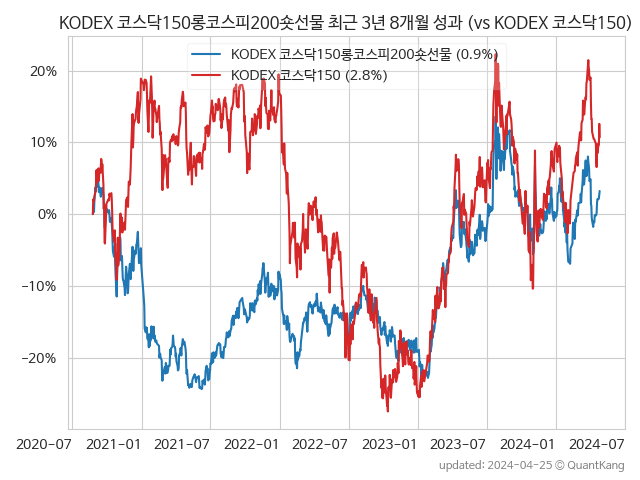 KODEX 코스닥150롱코스피200숏선물 최근 3년 8개월 성과 (vs KODEX 코스닥150)
KODEX 코스닥150롱코스피200숏선물 (0.9%)
KODEX 코스닥150 (2.8%)
20%
10%
0%
−10%
−20%
2020-07 2021-01 2021-07 2022-01 2022-07 2023-01 2023-07 2024-01 2024-07
updated: 2024-04-25 © QuantKang